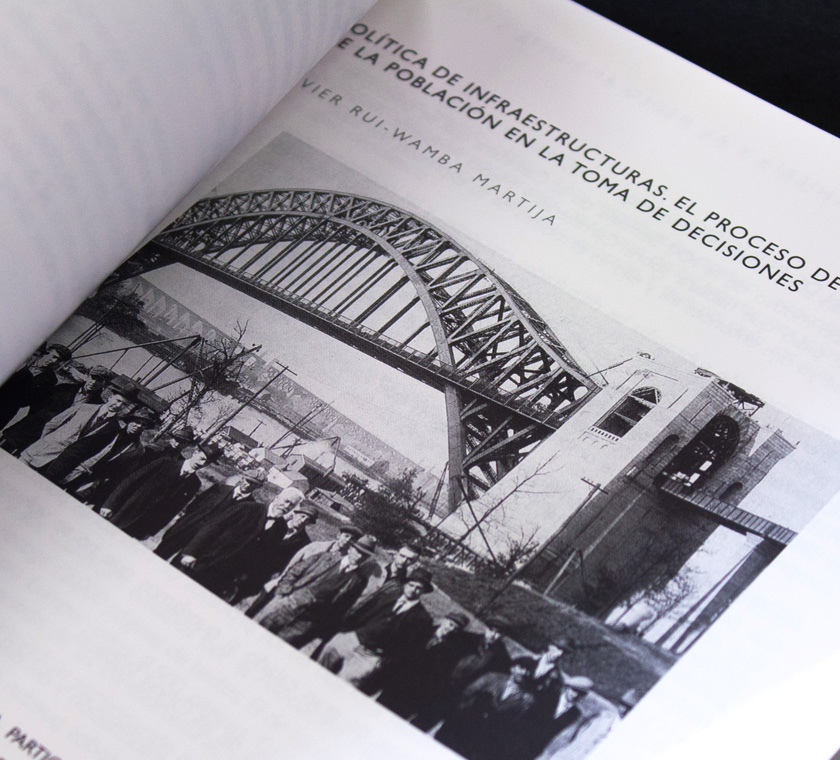 OLÍTICA DE INFRAESTRUCTURAS. EL PROCESO DE
E LA POBLACIÓN EN LA TOMA DE DECISIONES
VIER RUI-WAMBA MARTIJA
PARTIC